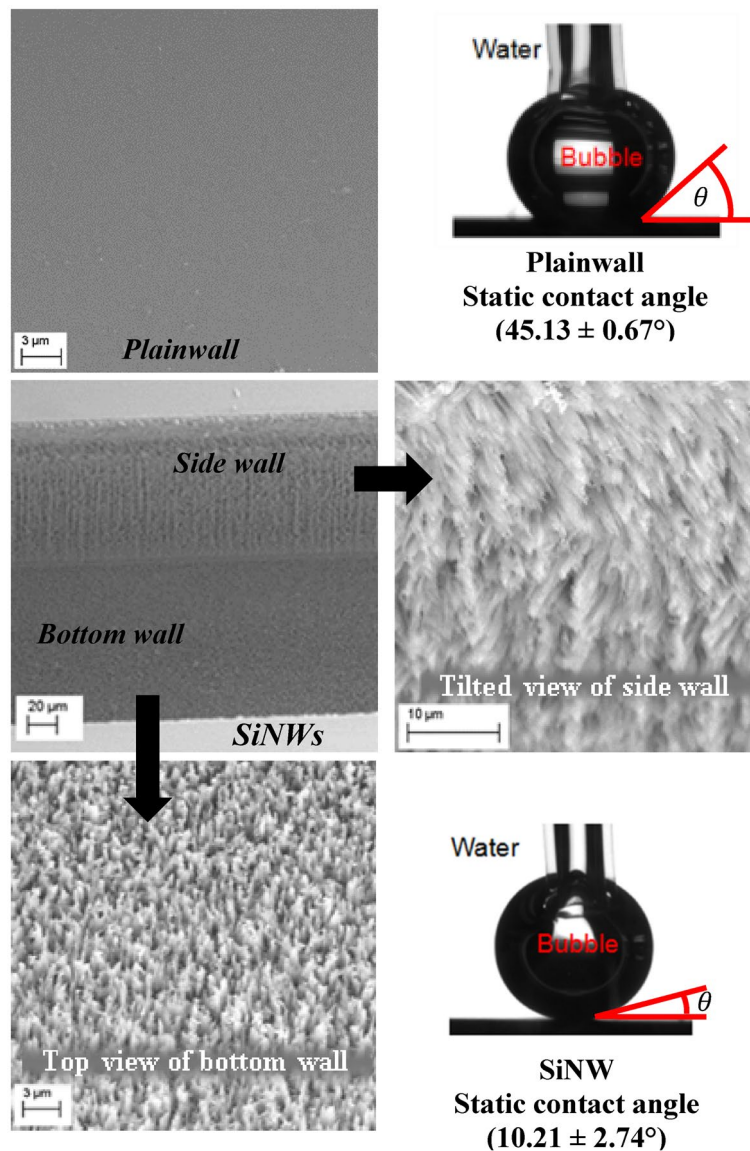 Water
Bubble
θ
Plainwall
Static contact angle
(45.13 ± 0.67°)
3 µm
Plainwall
Side wall
Bottom wall
20 µm
SiNWs
Tilted view of side wall
10 µm
Top view of bottom wall
3 µm
Water
Bubble
θ
SiNW
Static contact angle
(10.21 ± 2.74°)